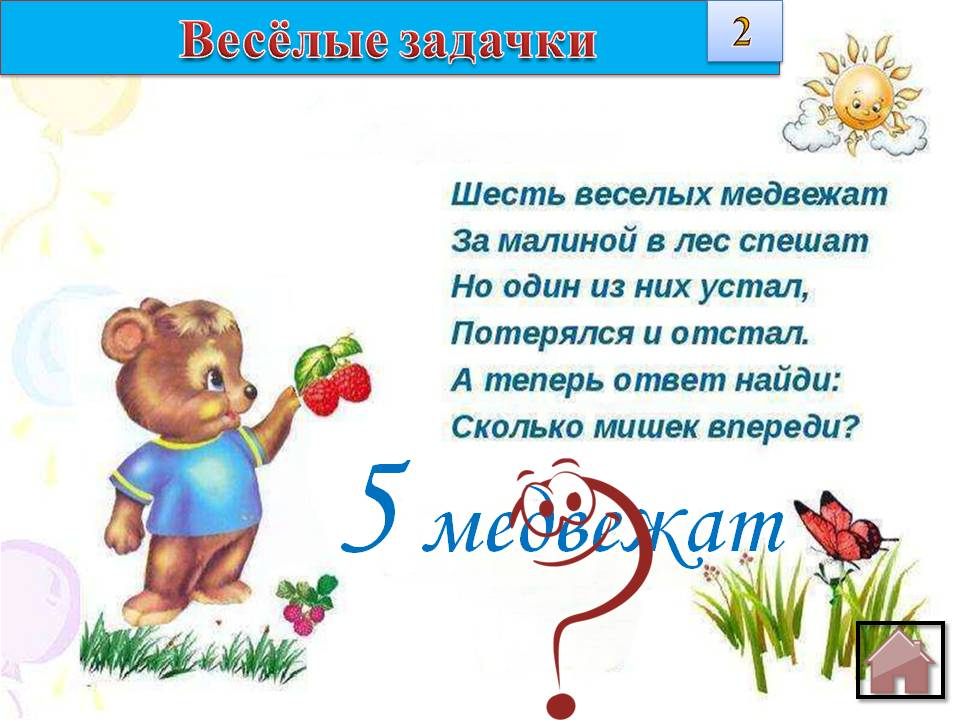 Весёлые задачки
2
Шесть веселых медвежат
За малиной в лес спешат
Но один из них устал,
Потерялся и отстал.
А теперь ответ найди:
Сколько мишек впереди?
5 медвежат
?